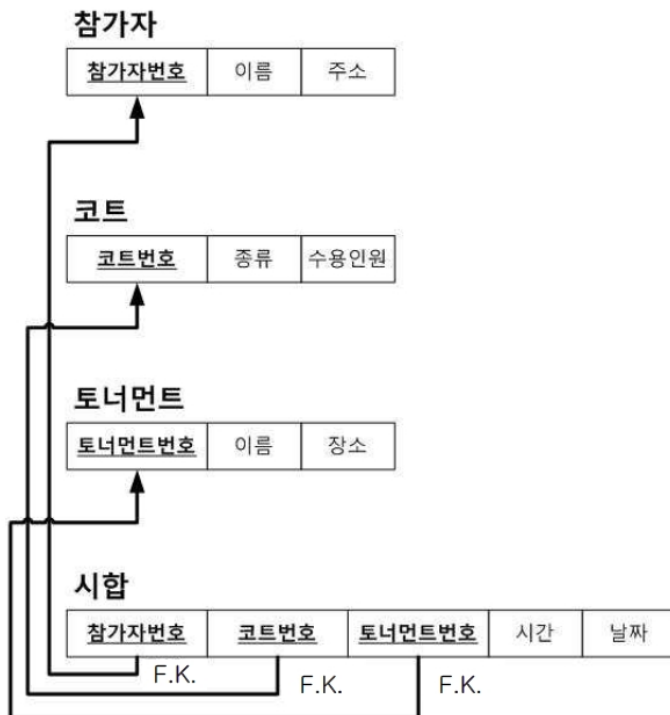 참가자
참가자번호 이름 주소
코트
코트번호 종류 수용인원
토너먼트
토너먼트번호 이름 장소
시합
참가자번호 코트번호 토너먼트번호 시간 날짜
F.K. F.K. F.K.